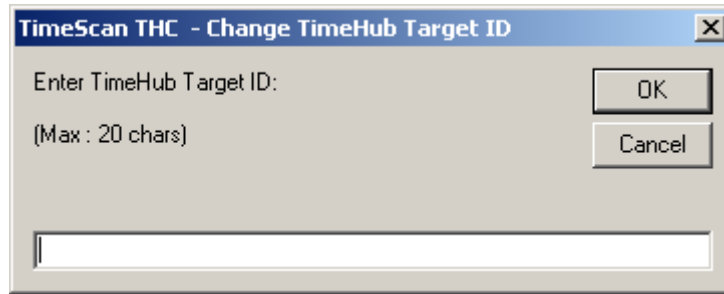 TimeScan THC - Change TimeHub Target ID
Enter TimeHub Target ID:
OK
(Max : 20 chars)
Cancel